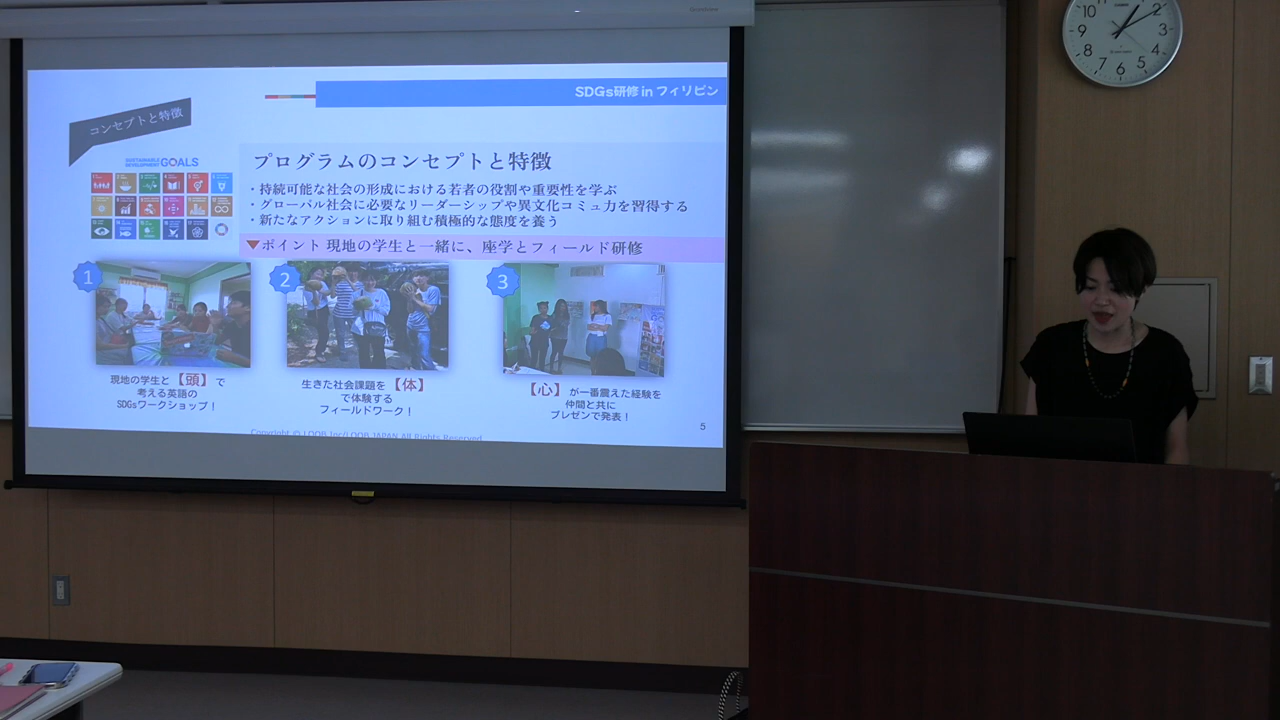 SDGs研修 in フィリピン
コンセプトと特徴
SUSTAINABLE
DEVELOPMENT GOALS
プログラムのコンセプトと特徴
・持続可能な社会の形成における若者の役割や重要性を学ぶ
・グローバル社会に必要なリーダーシップや異文化コミュ力を習得する
・新たなアクションに取り組む積極的な態度を養う
▼ポイント 現地の学生と一緒に、座学とフィールド研修
1
2
3
現地の学生と【頭】で
考える英語の
SDGsワークショップ！
生きた社会課題を【体】
で体験する
フィールドワーク！
【心】が一番震えた経験を
仲間と共に
プレゼンで発表！
Copyright © LOOB Inc/LOOB JAPAN All Rights Reserved
5
CASIO
10
9
8
7
6
5
4
3
2